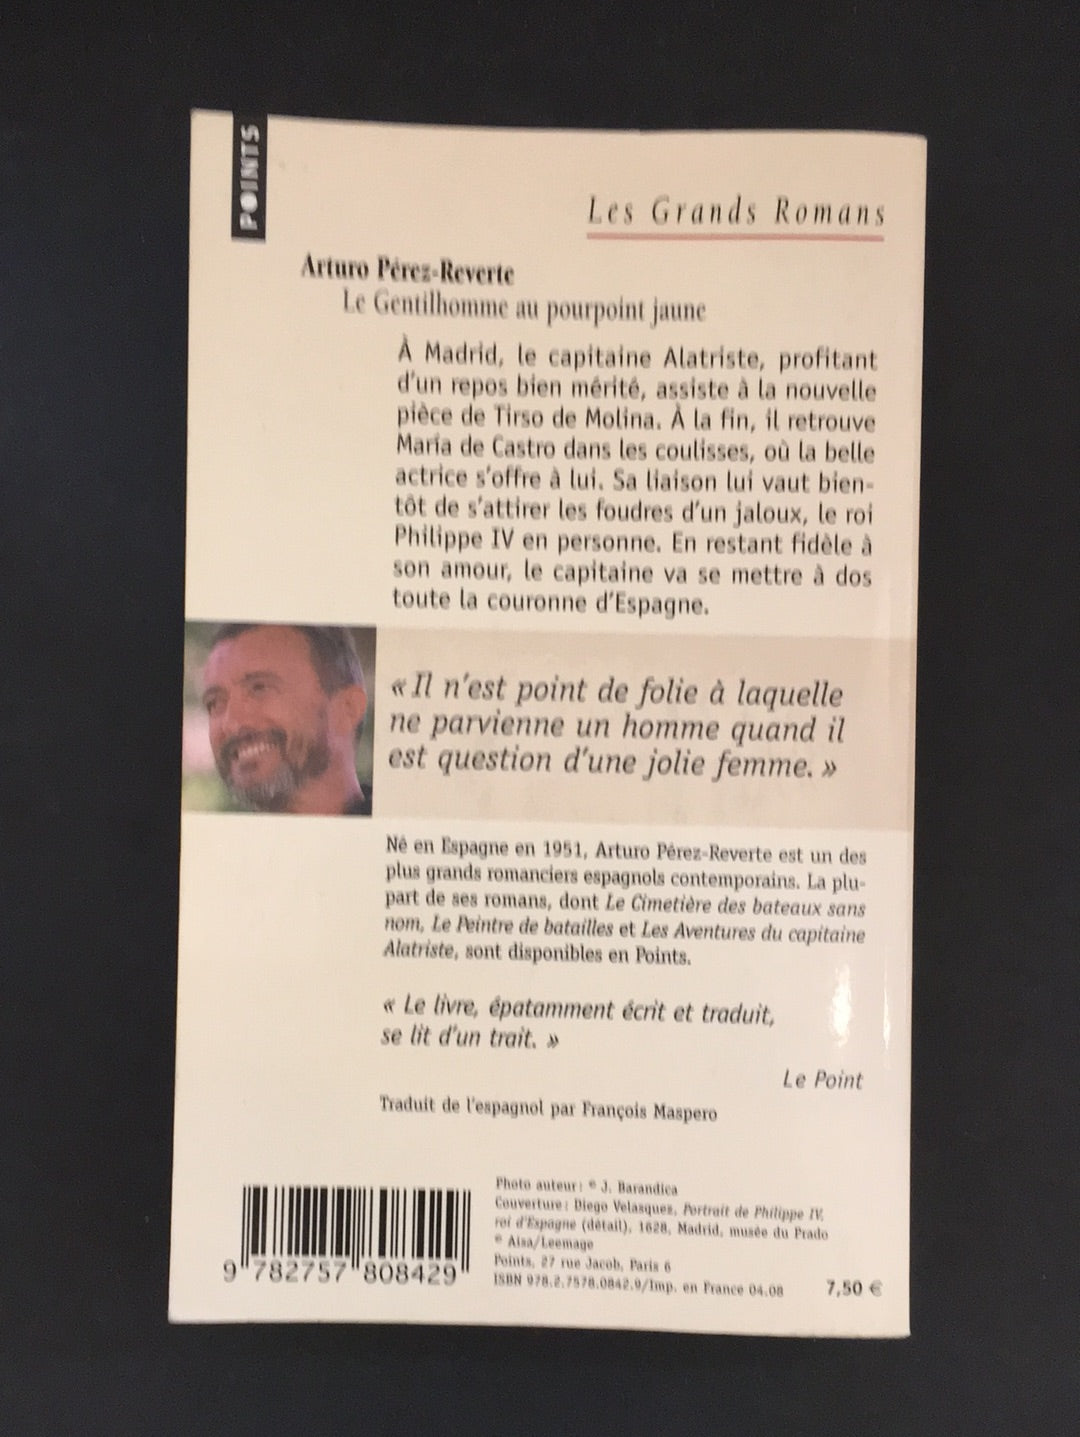 POINTS
Les Grands Romans
Arturo Pérez-Reverte
Le Gentilhomme au pourpoint jaune
À Madrid, le capitaine Alatriste, profitant
d'un repos bien mérité, assiste à la nouvelle
pièce de Tirso de Molina. À la fin, il retrouve
María de Castro dans les coulisses, où la belle
actrice s'offre à lui. Sa liaison lui vaut bien-
tôt de s'attirer les foudres d'un jaloux, le roi
Philippe IV en personne. En restant fidèle à
son amour, le capitaine va se mettre à dos
toute la couronne d'Espagne.
« Il n'est point de folie à laquelle
ne parvienne un homme quand il
est question d'une jolie femme. »
Né en Espagne en 1951, Arturo Pérez-Reverte est un des
plus grands romanciers espagnols contemporains. La plu-
part de ses romans, dont Le Cimetière des bateaux sans
nom, Le Peintre de batailles et Les Aventures du capitaine
Alatriste, sont disponibles en Points.
« Le livre, épatamment écrit et traduit,
se lit d'un trait. »
Le Point
Traduit de l'espagnol par François Maspero
Photo auteur : © J. Barandica
Couverture : Diego Velasques, Portrait de Philippe IV,
roi d'Espagne (détail), 1628, Madrid, musée du Prado
© Aisa/Leemage
Points, 27 rue Jacob, Paris 6
ISBN 978.2.7578.0842.9/Imp. en France 04.08
7,50 €
9 782757 808429